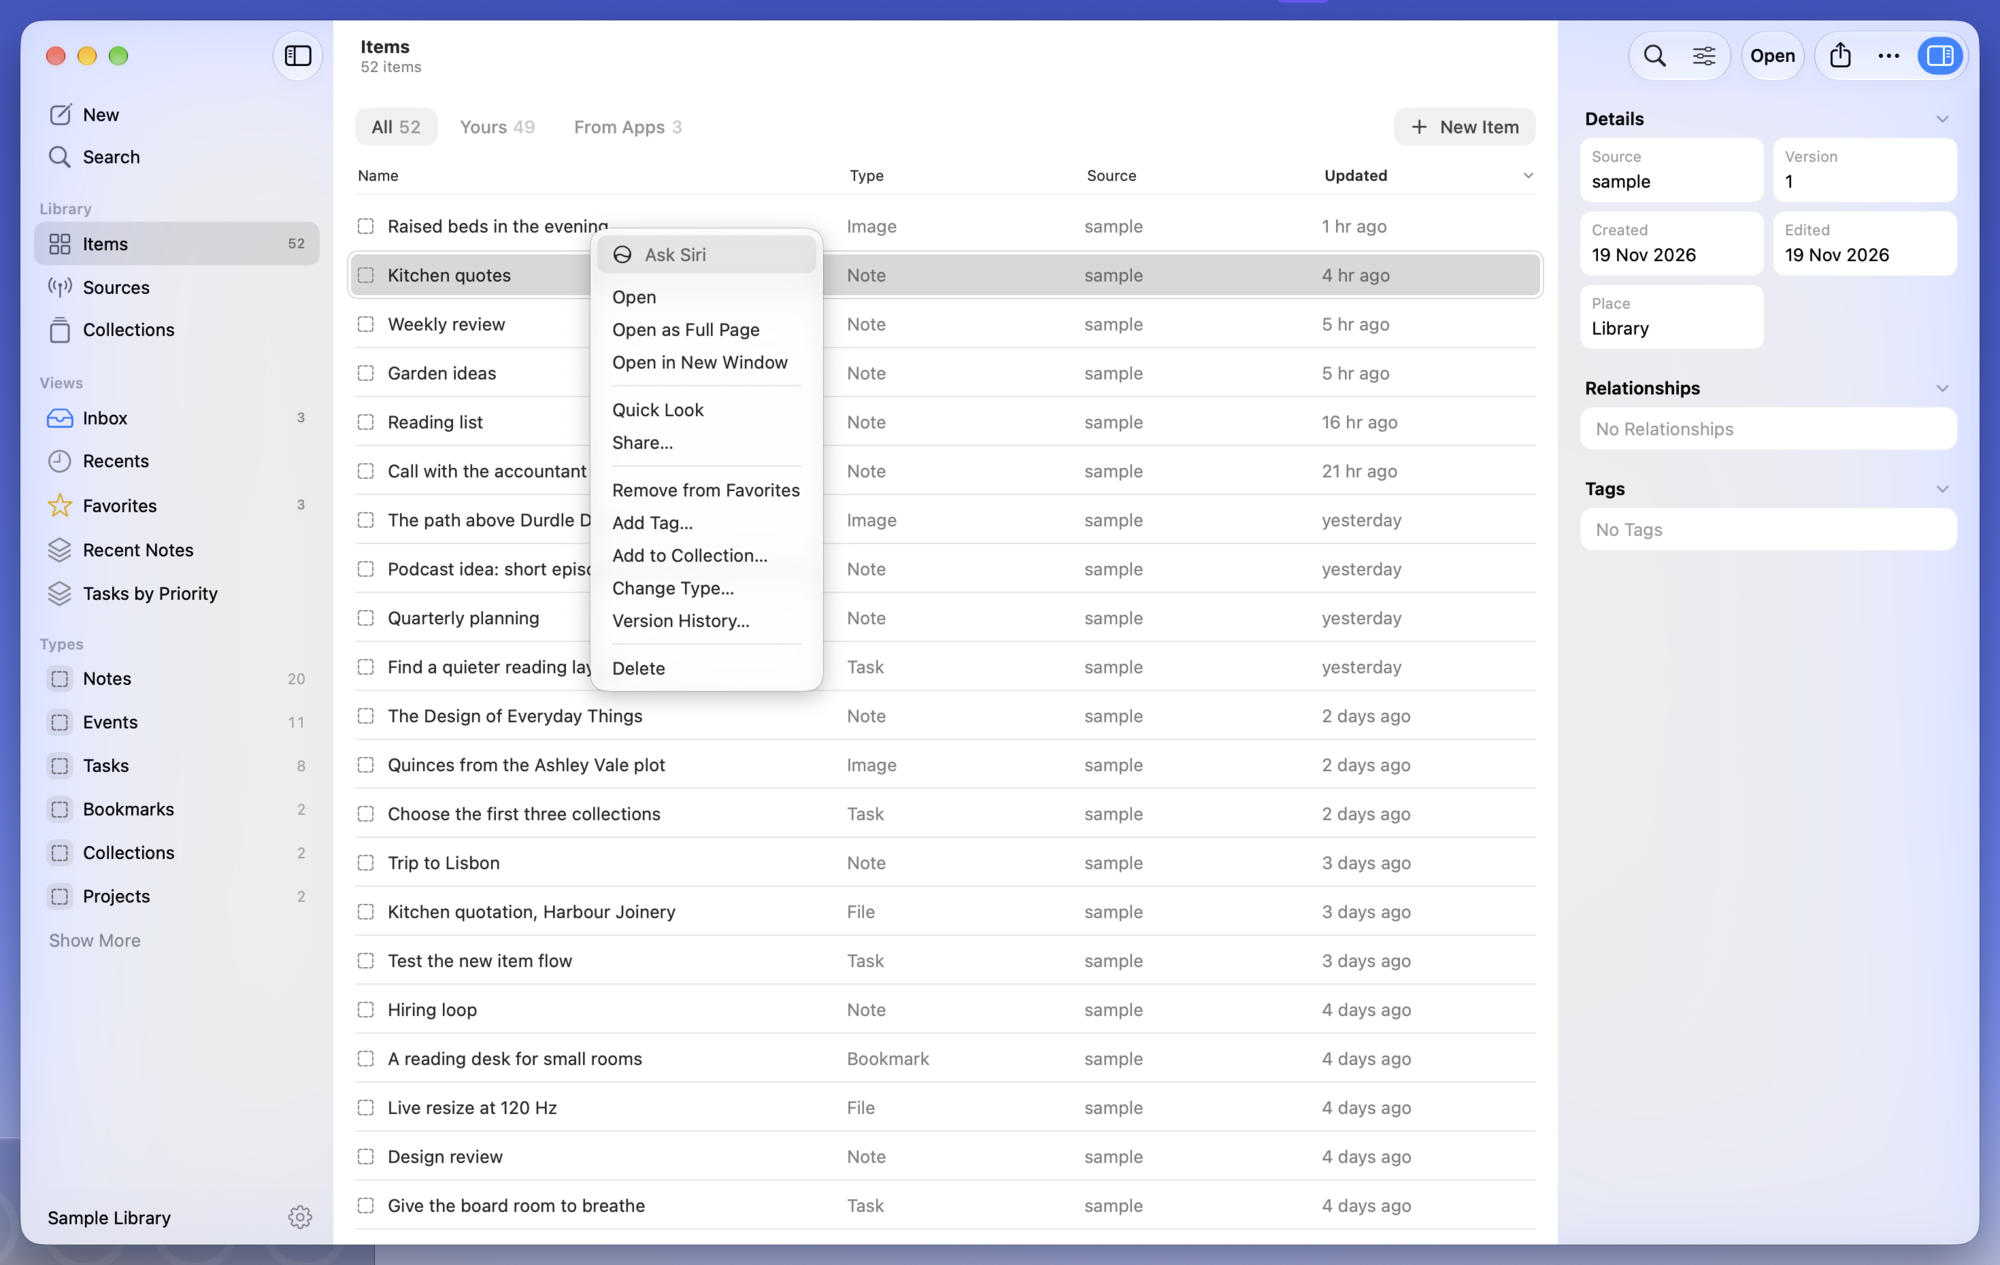 Items
52 items
Open
New
Search
Library
Items 52
Sources
Collections
Views
Inbox 3
Recents
Favorites 3
Recent Notes
Tasks by Priority
Types
Notes 20
Events 11
Tasks 8
Bookmarks 2
Collections 2
Projects 2
Show More
Sample Library
All 52 Yours 49 From Apps 3
New Item
Name Type Source Updated
Raised beds in the evening Image sample 1 hr ago
Kitchen quotes Note sample 4 hr ago
Weekly review Note sample 5 hr ago
Garden ideas Note sample 5 hr ago
Reading list Note sample 16 hr ago
Call with the accountant Note sample 21 hr ago
The path above Durdle Image sample yesterday
Podcast idea: short Note sample yesterday
Quarterly planning Note sample yesterday
Find a quieter reading Task sample yesterday
The Design of Everyday Things Note sample 2 days ago
Quinces from the Ashley Vale plot Image sample 2 days ago
Choose the first three collections Task sample 2 days ago
Trip to Lisbon Note sample 3 days ago
Kitchen quotation, Harbour Joinery File sample 3 days ago
Test the new item flow Task sample 3 days ago
Hiring loop Note sample 4 days ago
A reading desk for small rooms Bookmark sample 4 days ago
Live resize at 120 Hz File sample 4 days ago
Design review Note sample 4 days ago
Give the board room to breathe Task sample 4 days ago
Ask Siri
Open
Open as Full Page
Open in New Window
Quick Look
Share...
Remove from Favorites
Add Tag...
Add to Collection...
Change Type...
Version History...
Delete
Details
Source Version
sample 1
Created Edited
19 Nov 2026 19 Nov 2026
Place
Library
Relationships
No Relationships
Tags
No Tags